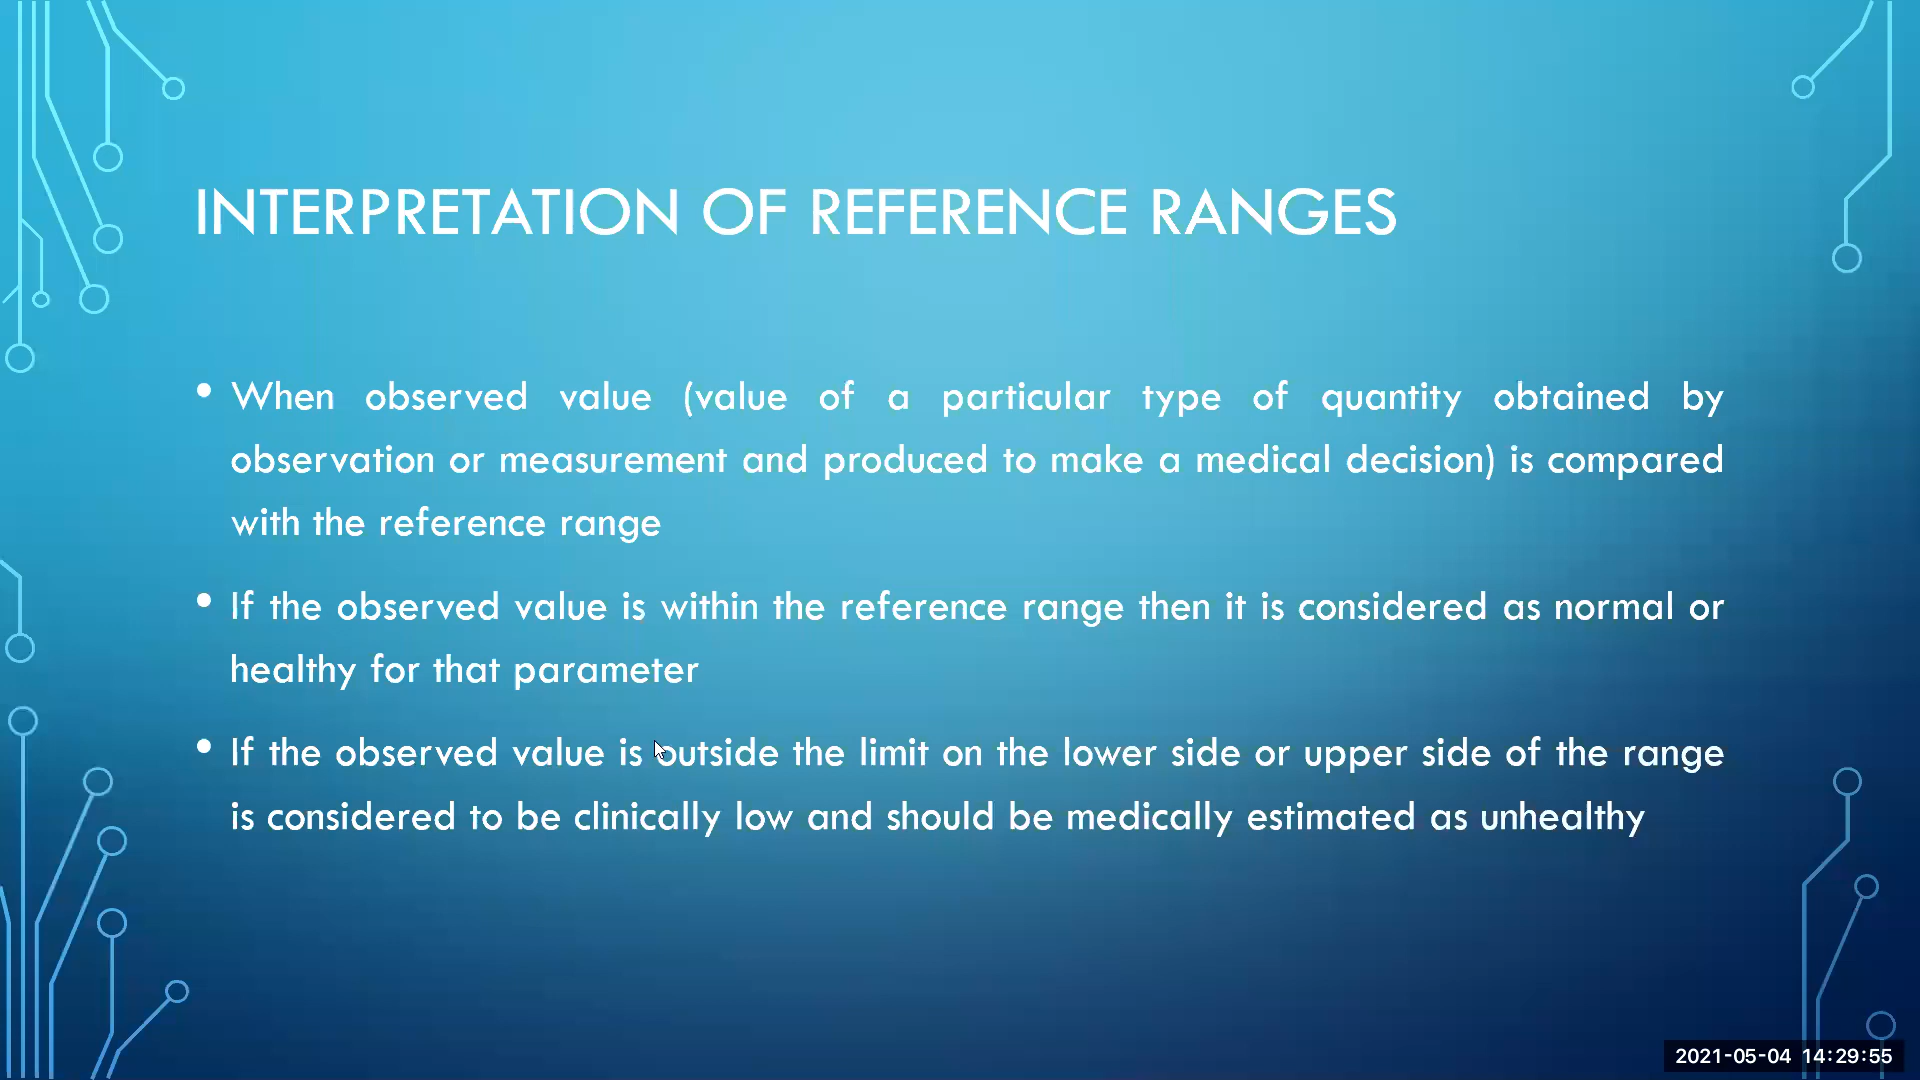 INTERPRETATION OF REFERENCE RANGES
• When observed value (value of a particular type of quantity obtained by
observation or measurement and produced to make a medical decision) is compared
with the reference range
• If the observed value is within the reference range then it is considered as normal or
healthy for that parameter
• If the observed value is outside the limit on the lower side or upper side of the range
is considered to be clinically low and should be medically estimated as unhealthy
2021-05-04 14:29:55